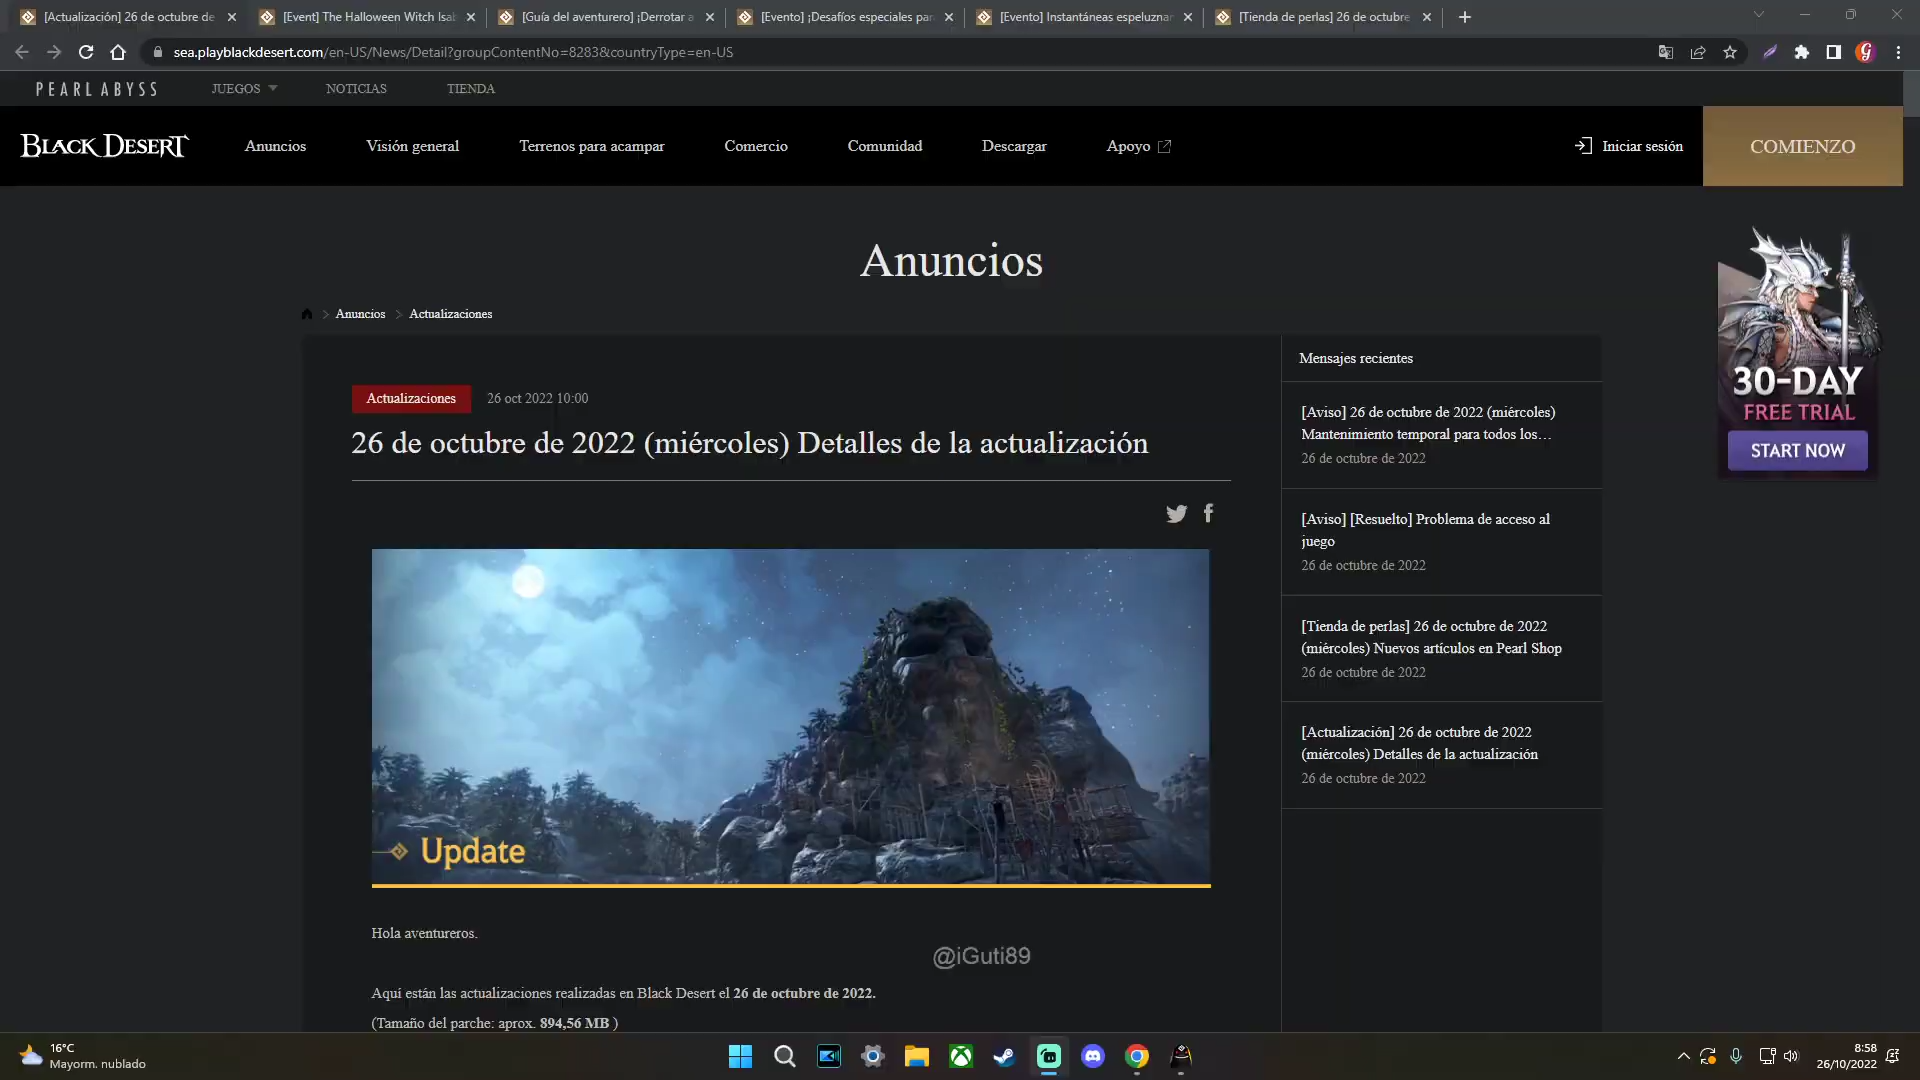 [Actualización] 26 de octubre de
[Event] The Halloween Witch Isab
[Guía del aventurero] ¡Derrotar a
[Evento] ¡Desafíos especiales par
[Evento] Instantáneas espeluznan
[Tienda de perlas] 26 de octubre
sea.playblackdesert.com/en-US/News/Detail?groupContentNo=8283&countryType=en-US
PEARL ABYSS
JUEGOS
NOTICIAS
TIENDA
BLACK DESERT
Anuncios
Visión general
Terrenos para acampar
Comercio
Comunidad
Descargar
Apoyo
Iniciar sesión
COMIENZO
Anuncios
Anuncios
Actualizaciones
Actualizaciones
26 oct 2022 10:00
26 de octubre de 2022 (miércoles) Detalles de la actualización
Update
Hola aventureros.
@iGuti89
Aquí están las actualizaciones realizadas en Black Desert el 26 de octubre de 2022.
(Tamaño del parche: aprox. 894,56 MB )
Mensajes recientes
[Aviso] 26 de octubre de 2022 (miércoles)
Mantenimiento temporal para todos los…
26 de octubre de 2022
[Aviso] [Resuelto] Problema de acceso al
juego
26 de octubre de 2022
[Tienda de perlas] 26 de octubre de 2022
(miércoles) Nuevos artículos en Pearl Shop
26 de octubre de 2022
[Actualización] 26 de octubre de 2022
(miércoles) Detalles de la actualización
26 de octubre de 2022
30-DAY
FREE TRIAL
START NOW
16°C
Mayorm. nublado
8:58
26/10/2022